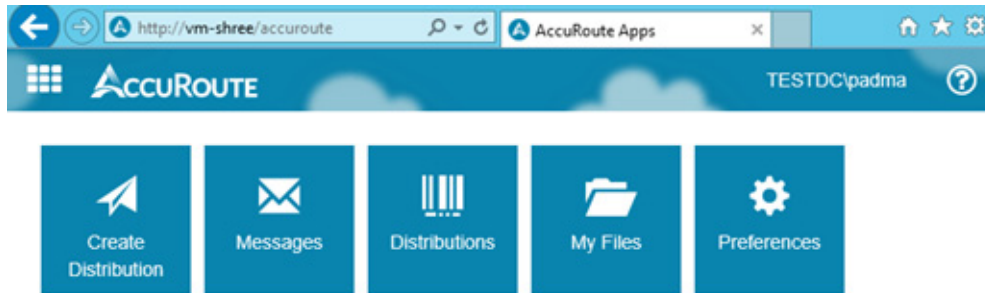 http://vm-shree/accuroute
AccuRoute Apps
ACCUROUTE
TESTDC\padma
Create Distribution
Messages
Distributions
My Files
Preferences